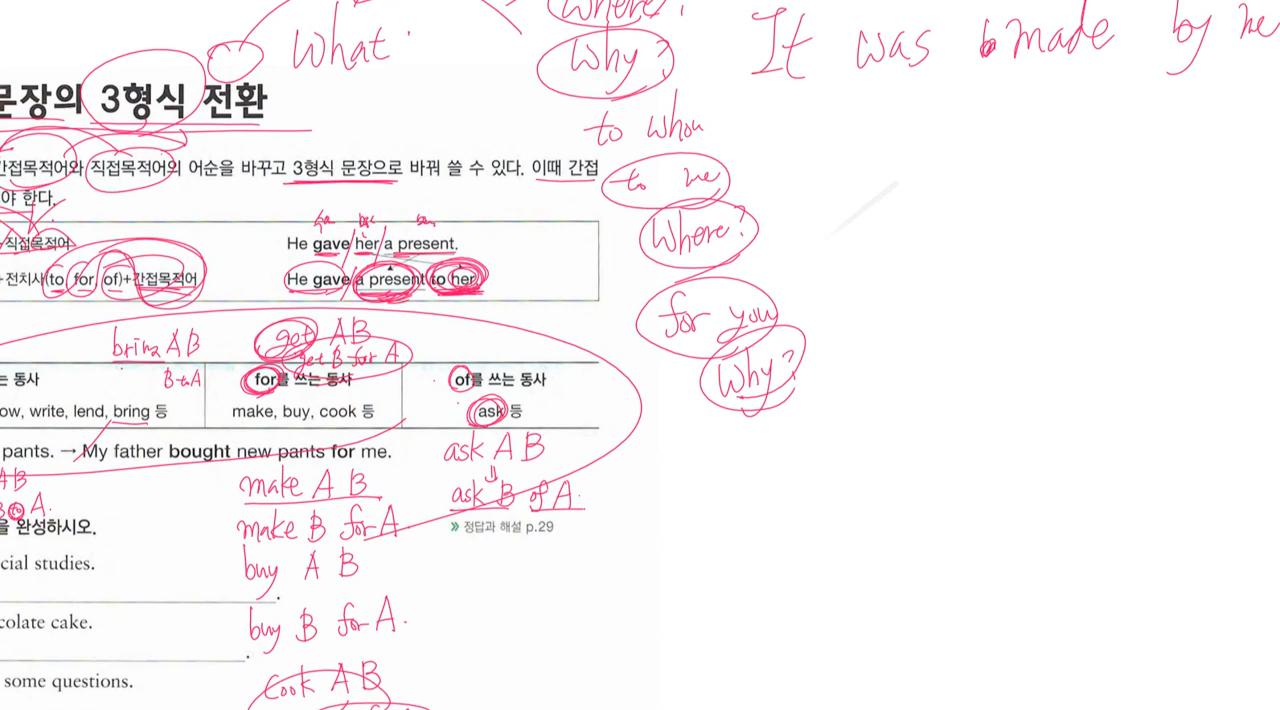 Where?
What.
Why?
It was made by me
문장의 3형식 전환
to whom
간접목적어와 직접목적어의 어순을 바꾸고 3형식 문장으로 바꿔 쓸 수 있다. 이때 간접
야 한다.
to me
Where?
직접목적어 He gave her a present.
+전치사(to, for, of)+간접목적어 He gave a present to her.
for you
Why?
bring A B
get A B
get B for A
B to A
는 동사 for를 쓰는 동사 of를 쓰는 동사
ow, write, lend, bring 등 make, buy, cook 등 ask 등
pants. → My father bought new pants for me.
ask A B
A B
make A B
ask B of A.
B to A.
make B for A
을 완성하시오.
» 정답과 해설 p.29
cial studies.
buy A B
colate cake.
buy B for A.
some questions.
cook A B